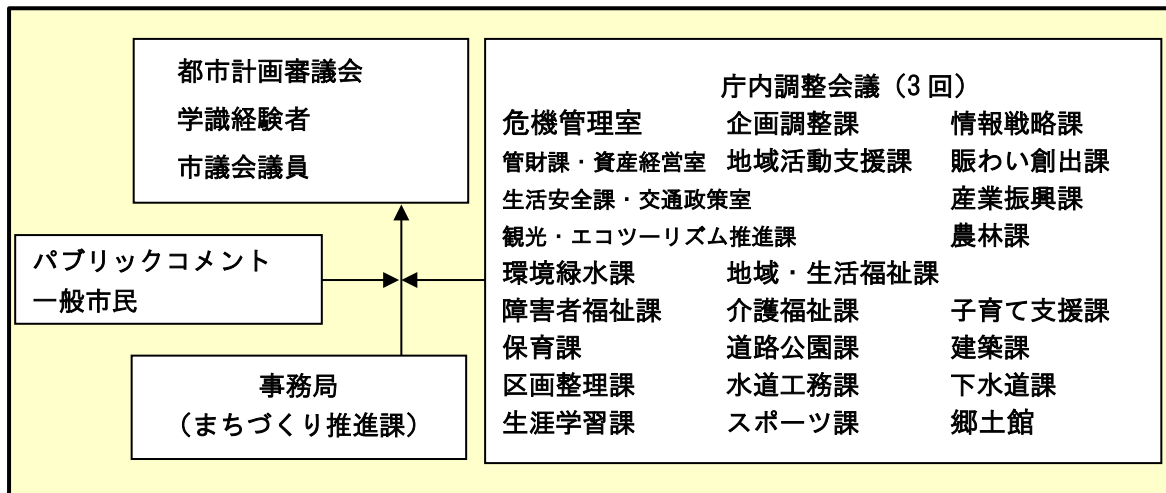 都市計画審議会
学識経験者
市議会議員
パブリックコメント
一般市民
事務局
(まちづくり推進課)
庁内調整会議(3回)
危機管理室 企画調整課 情報戦略課
管財課・資産経営室 地域活動支援課 賑わい創出課
生活安全課・交通政策室 産業振興課
観光・エコツーリズム推進課 農林課
環境緑水課 地域・生活福祉課
障害者福祉課 介護福祉課 子育て支援課
保育課 道路公園課 建築課
区画整理課 水道工務課 下水道課
生涯学習課 スポーツ課 郷土館